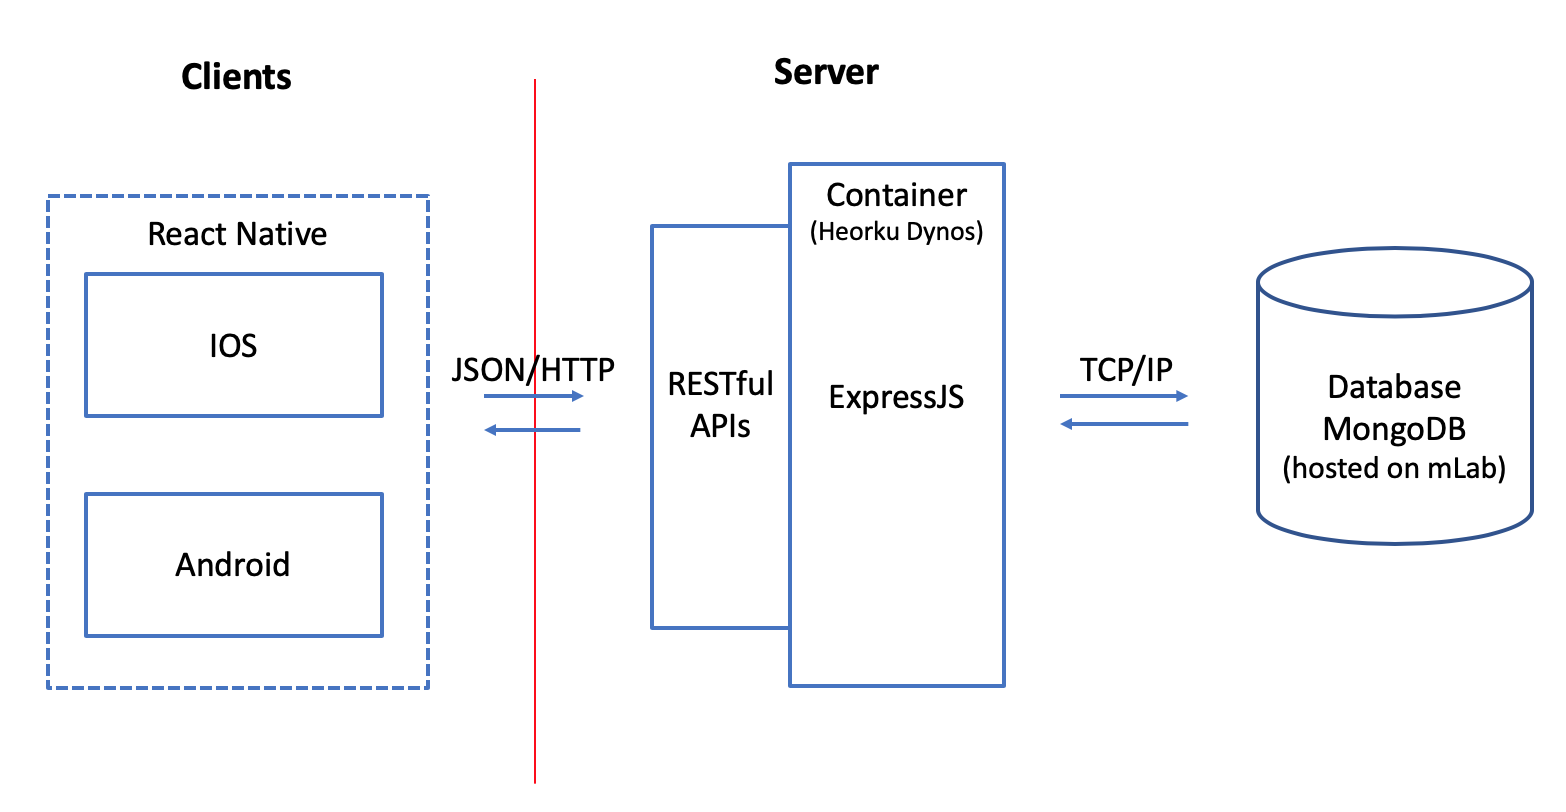 Clients
Server
React Native
IOS
Android
JSON/HTTP
RESTful
APIs
Container
(Heorku Dynos)
ExpressJS
TCP/IP
Database
MongoDB
(hosted on mLab)